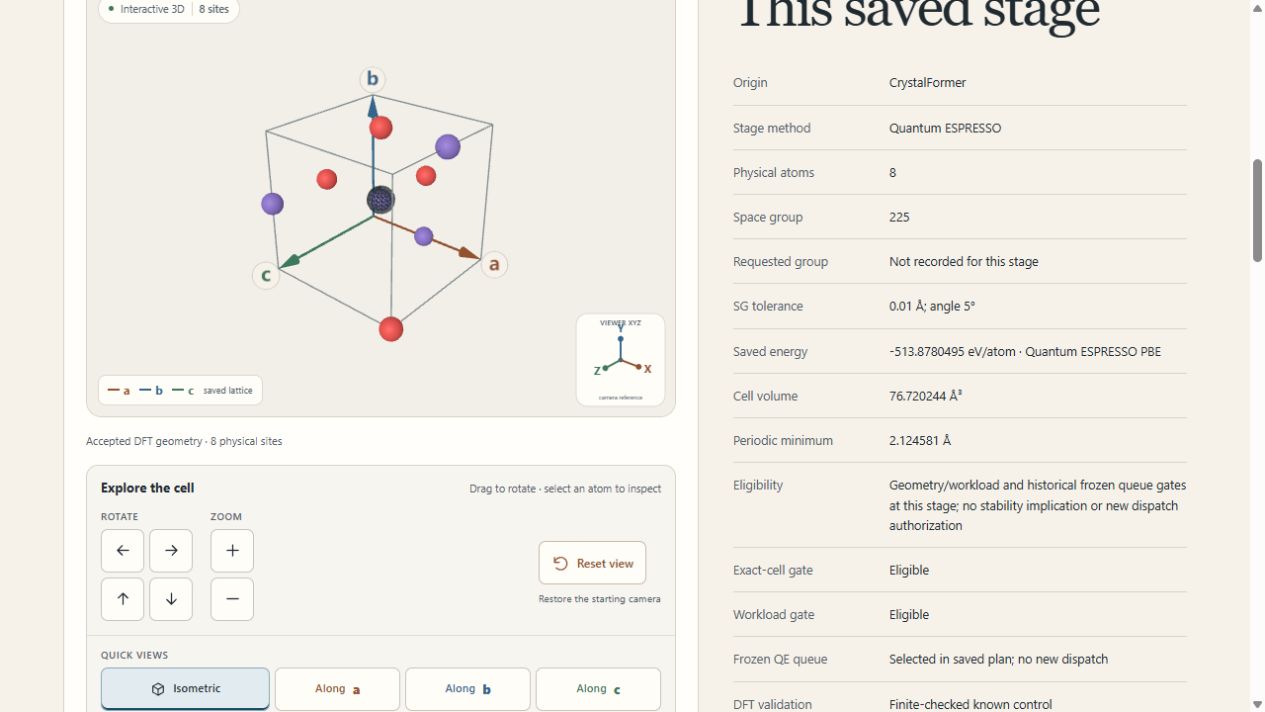 Interactive 3D | 8 sites
b
c
a
VIEWER XYZ
Y
Z
X
camera reference
a b c saved lattice
Accepted DFT geometry · 8 physical sites
Explore the cell
Drag to rotate · select an atom to inspect
ROTATE
ZOOM
← → +
Reset view
↑ ↓ −
Restore the starting camera
QUICK VIEWS
Isometric
Along a
Along b
Along c
This saved stage
Origin CrystalFormer
Stage method Quantum ESPRESSO
Physical atoms 8
Space group 225
Requested group Not recorded for this stage
SG tolerance 0.01 Å; angle 5°
Saved energy -513.8780495 eV/atom · Quantum ESPRESSO PBE
Cell volume 76.720244 Å³
Periodic minimum 2.124581 Å
Eligibility Geometry/workload and historical frozen queue gates
at this stage; no stability implication or new dispatch
authorization
Exact-cell gate Eligible
Workload gate Eligible
Frozen QE queue Selected in saved plan; no new dispatch
DFT validation Finite-checked known control